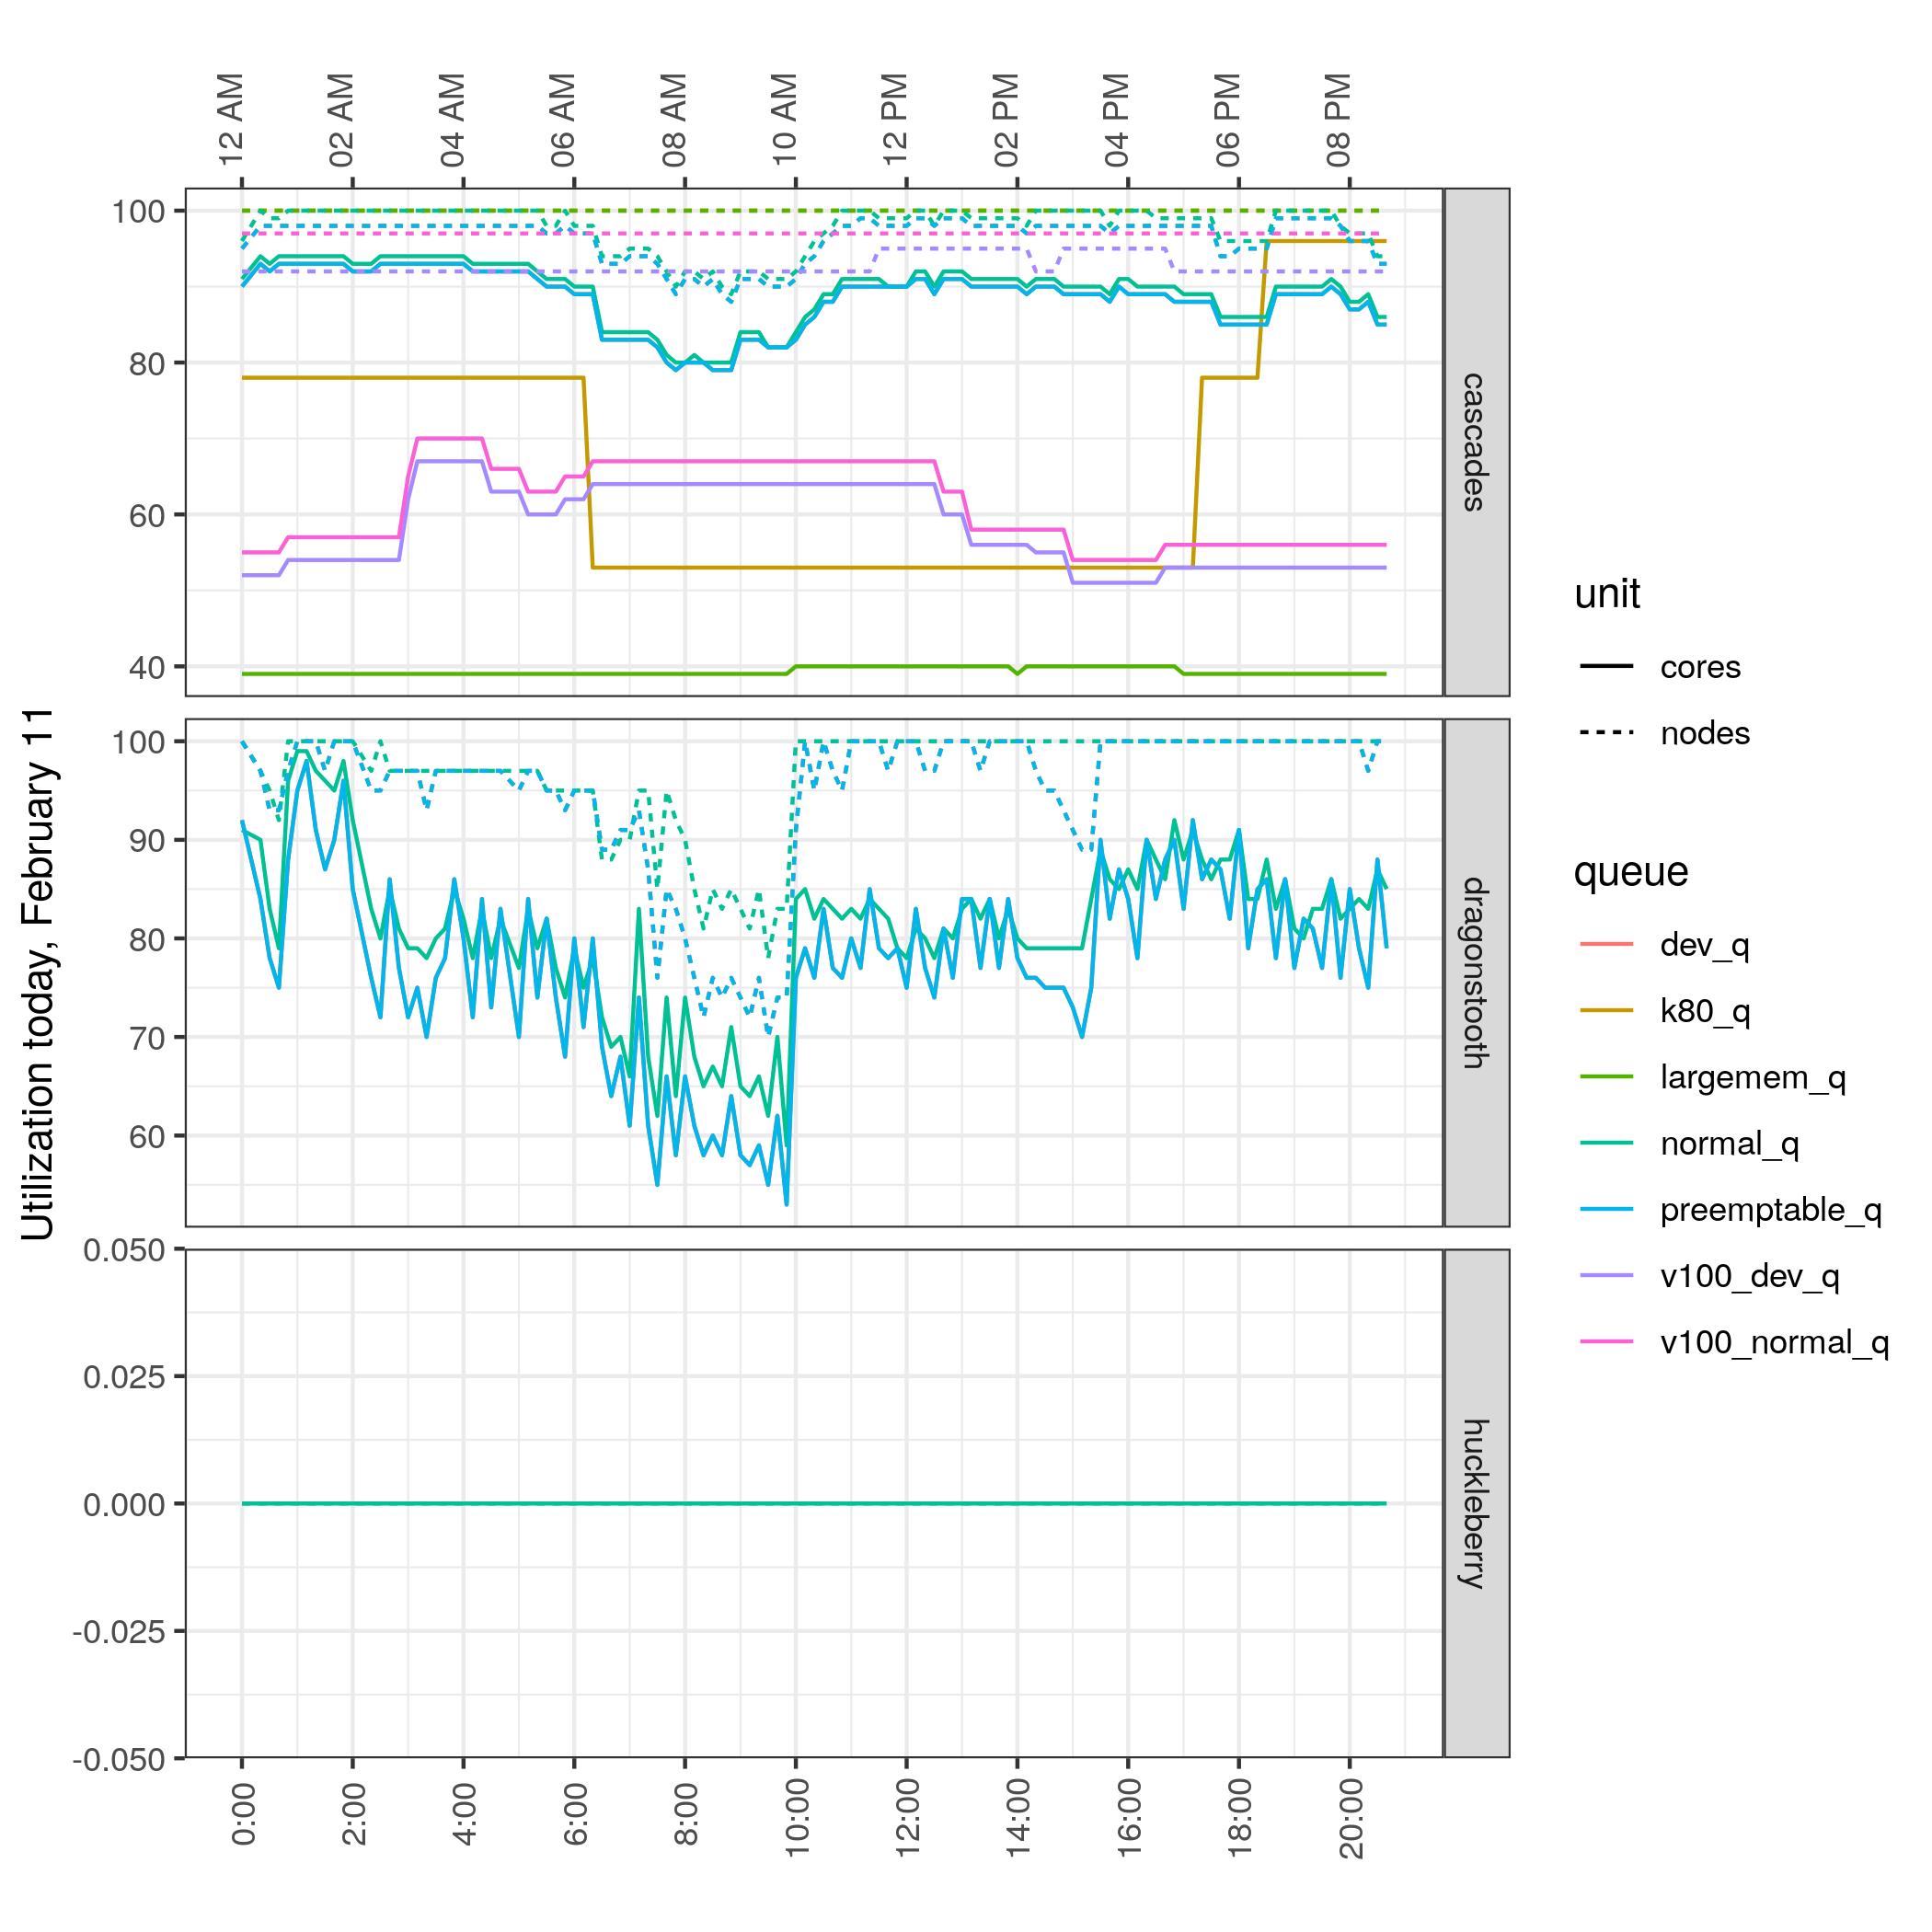 12 AM
02 AM
04 AM
06 AM
08 AM
10 AM
12 PM
02 PM
04 PM
06 PM
08 PM
Utilization today, February 11
100
80
60
40
cascades
100
90
80
70
60
dragonstooth
0.050
0.025
0.000
-0.025
-0.050
huckleberry
0:00
2:00
4:00
6:00
8:00
10:00
12:00
14:00
16:00
18:00
20:00
unit
cores
nodes
queue
dev_q
k80_q
largemem_q
normal_q
preemptable_q
v100_dev_q
v100_normal_q